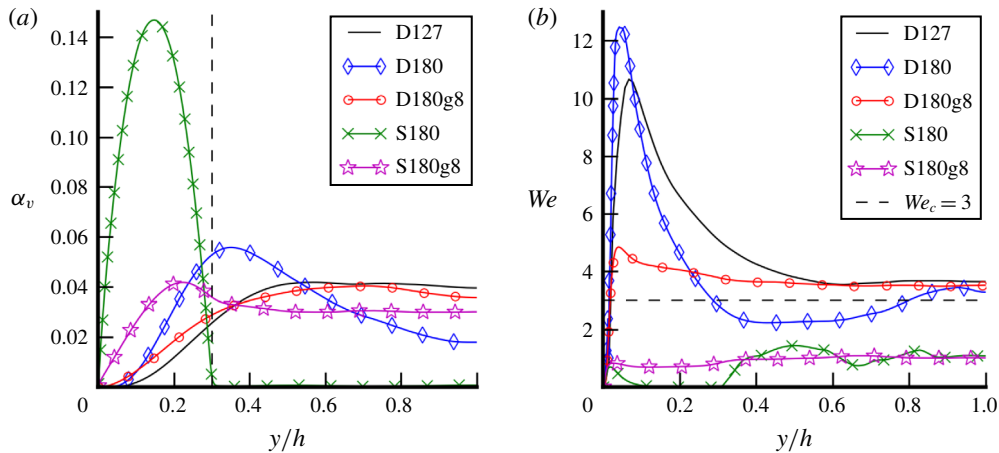 (a)
0.14
0.12
0.10
0.08
0.06
0.04
0.02
0
0.2
0.4
0.6
0.8
α_v
y/h
D127
D180
D180g8
S180
S180g8
(b)
12
10
8
6
4
2
0
0.2
0.4
0.6
0.8
1.0
We
y/h
D127
D180
D180g8
S180
S180g8
We_c = 3